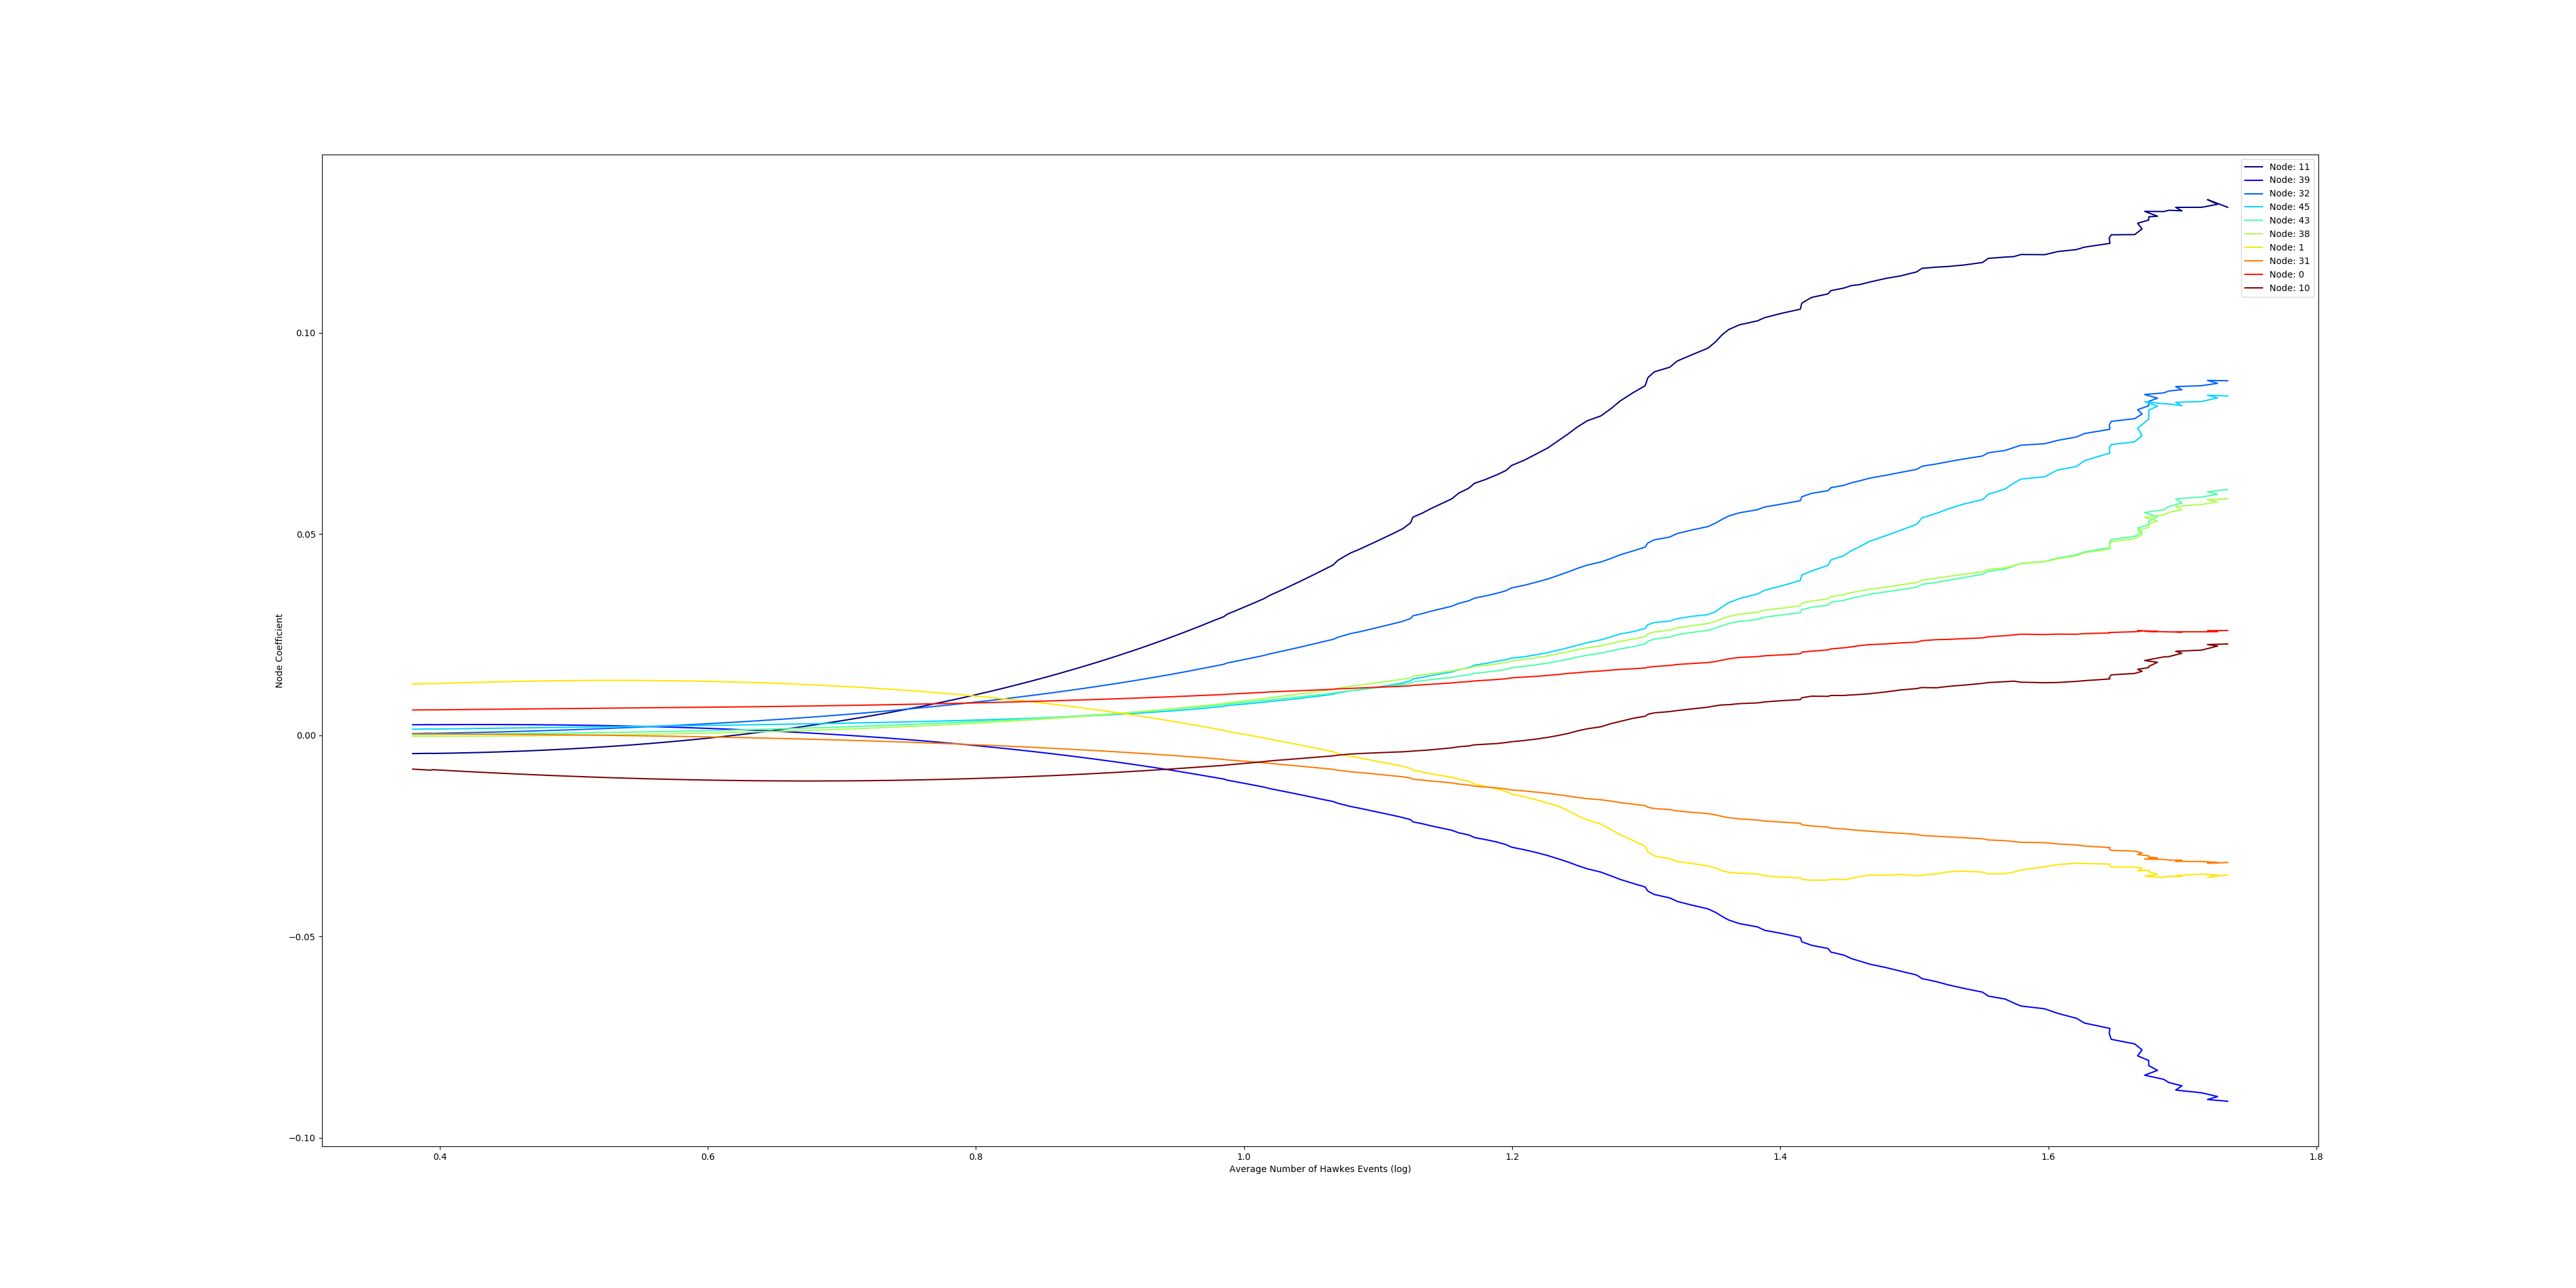 Node: 11
Node: 39
Node: 32
Node: 45
Node: 43
Node: 38
Node: 1
Node: 31
Node: 0
Node: 10
0.10
0.05
0.00
−0.05
−0.10
Node Coefficient
0.4 0.6 0.8 1.0 1.2 1.4 1.6 1.8
Average Number of Hawkes Events (log)